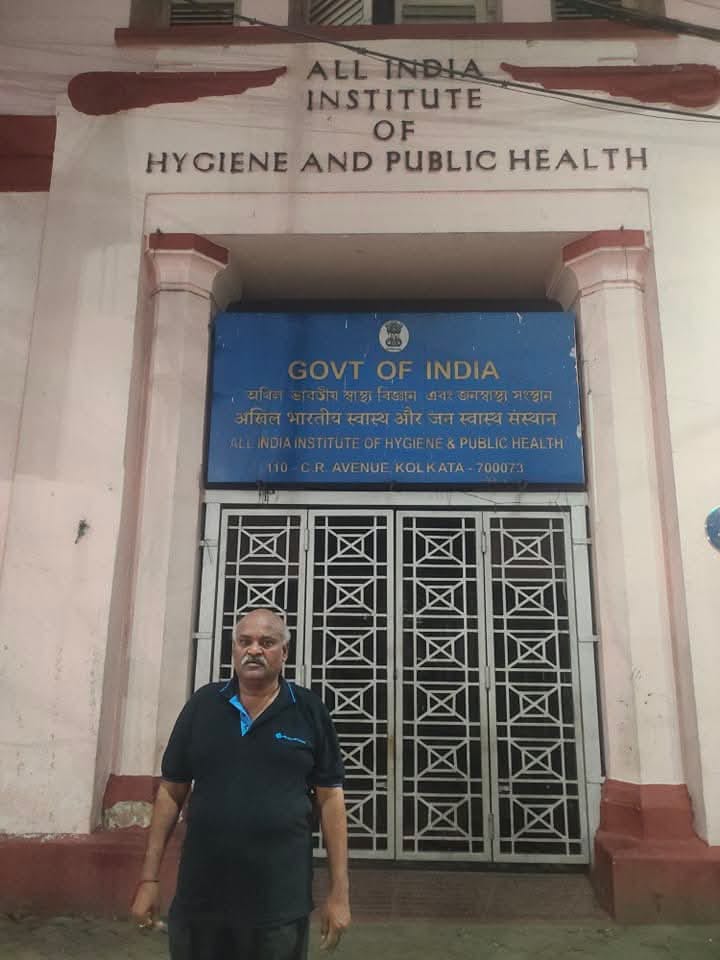 ALL INDIA
INSTITUTE
OF
HYGIENE AND PUBLIC HEALTH
GOVT OF INDIA
অখিল ভারতীয় স্বাস্থ্য বিজ্ঞান এবং জনস্বাস্থ্য সংস্থান
अखिल भारतीय स्वास्थ्य और जन स्वास्थ्य संस्थान
ALL INDIA INSTITUTE OF HYGIENE & PUBLIC HEALTH
110 - C.R. AVENUE KOLKATA - 700073